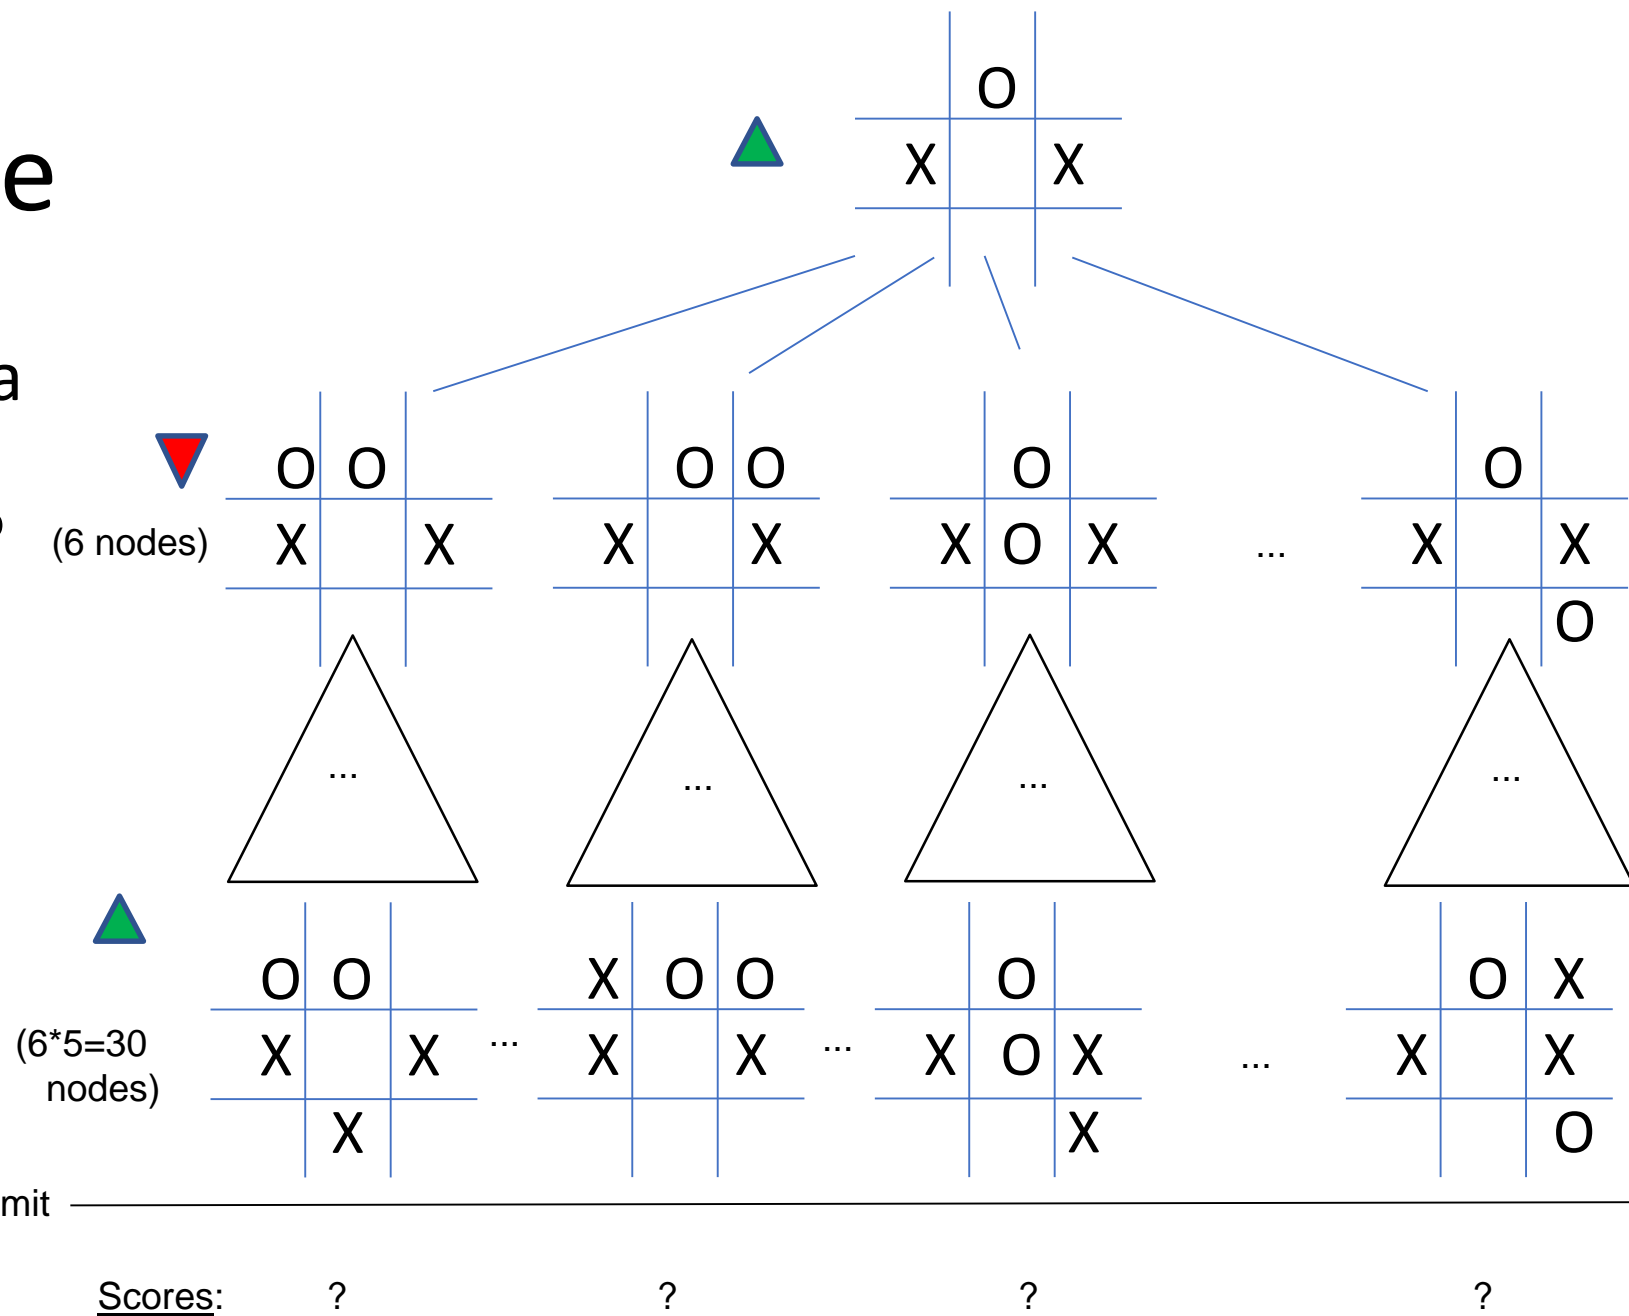 O
X X
e
a
O O O O O O
(6 nodes) X X X X X O X ... X X
O
... ... ... ...
O O X O O O O X
(6*5=30 X X ... X X ... X O X ... X X
nodes)
X X O
mit
Scores: ? ? ? ?